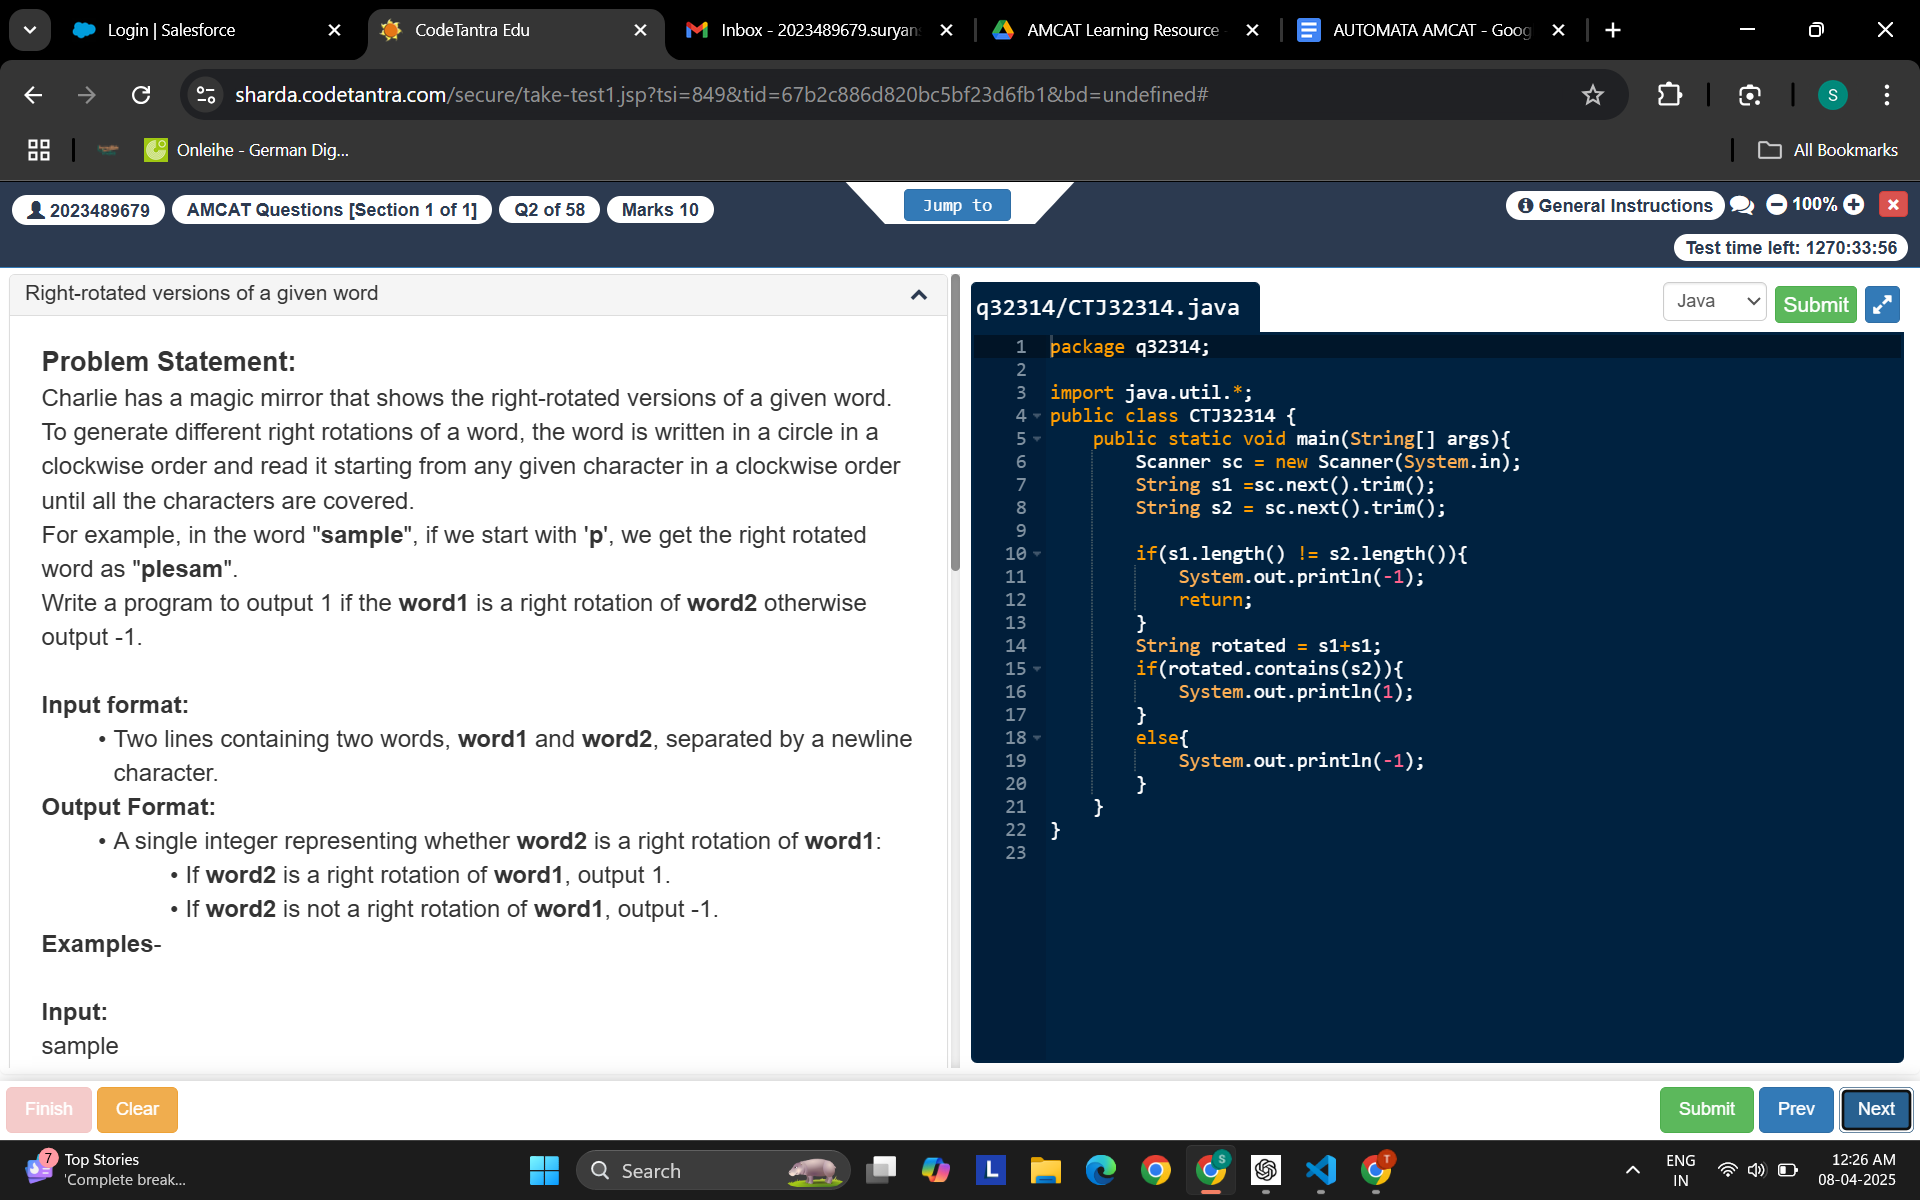 Login | Salesforce
CodeTantra Edu
Inbox - 2023489679.suryan
AMCAT Learning Resource
AUTOMATA AMCAT - Goog
sharda.codetantra.com/secure/take-test1.jsp?tsi=849&tid=67b2c886d820bc5bf23d6fb1&bd=undefined#
S
Onleihe - German Dig...
All Bookmarks
2023489679
AMCAT Questions [Section 1 of 1]
Q2 of 58
Marks 10
Jump to
General Instructions
100%
Test time left: 1270:33:56
Right-rotated versions of a given word
Problem Statement:
Charlie has a magic mirror that shows the right-rotated versions of a given word.
To generate different right rotations of a word, the word is written in a circle in a
clockwise order and read it starting from any given character in a clockwise order
until all the characters are covered.
For example, in the word "sample", if we start with 'p', we get the right rotated
word as "plesam".
Write a program to output 1 if the word1 is a right rotation of word2 otherwise
output -1.
Input format:
• Two lines containing two words, word1 and word2, separated by a newline
character.
Output Format:
• A single integer representing whether word2 is a right rotation of word1:
• If word2 is a right rotation of word1, output 1.
• If word2 is not a right rotation of word1, output -1.
Examples-
Input:
sample
q32314/CTJ32314.java
Java
Submit
1 package q32314;
2
3 import java.util.*;
4 public class CTJ32314 {
5 public static void main(String[] args){
6 Scanner sc = new Scanner(System.in);
7 String s1 =sc.next().trim();
8 String s2 = sc.next().trim();
9
10 if(s1.length() != s2.length()){
11 System.out.println(-1);
12 return;
13 }
14 String rotated = s1+s1;
15 if(rotated.contains(s2)){
16 System.out.println(1);
17 }
18 else{
19 System.out.println(-1);
20 }
21 }
22 }
23
Finish
Clear
Submit
Prev
Next
7
Top Stories
'Complete break...
Search
L
S
T
ENG
IN
12:26 AM
08-04-2025